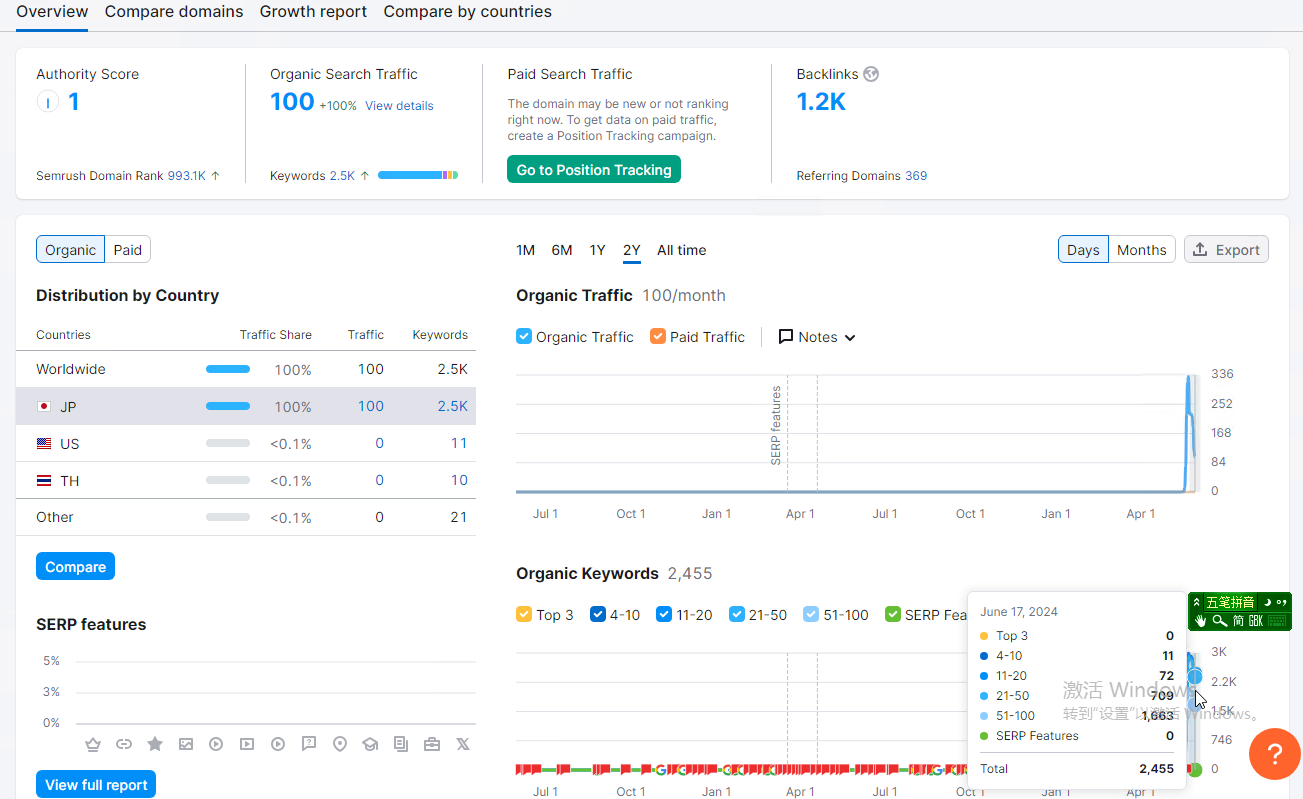 Overview Compare domains Growth report Compare by countries
Authority Score
1
Semrush Domain Rank 993.1K ↑
Organic Search Traffic
100 +100% View details
Keywords 2.5K ↑
Paid Search Traffic
The domain may be new or not ranking
right now. To get data on paid traffic,
create a Position Tracking campaign.
Go to Position Tracking
Backlinks
1.2K
Referring Domains 369
Organic Paid
Distribution by Country
Countries Traffic Share Traffic Keywords
Worldwide 100% 100 2.5K
JP 100% 100 2.5K
US <0.1% 0 11
TH <0.1% 0 10
Other <0.1% 0 21
Compare
SERP features
5%
3%
0%
View full report
1M 6M 1Y 2Y All time
Days Months Export
Organic Traffic 100/month
Organic Traffic Paid Traffic Notes
SERP features
336
252
168
84
0
Jul 1 Oct 1 Jan 1 Apr 1 Jul 1 Oct 1 Jan 1 Apr 1
Organic Keywords 2,455
Top 3 4-10 11-20 21-50 51-100 SERP Fea
June 17, 2024
Top 3 0
4-10 11
11-20 72
21-50 709
51-100 1,663
SERP Features 0
Total 2,455
五笔拼音
简 GBK
激活 Windows
转到"设置"以激活 Windows。
3K
2.2K
1.5K
746
0
Jul 1 Oct 1 Jan 1 Apr 1 Jul 1 Oct 1 Jan 1 Apr 1
?